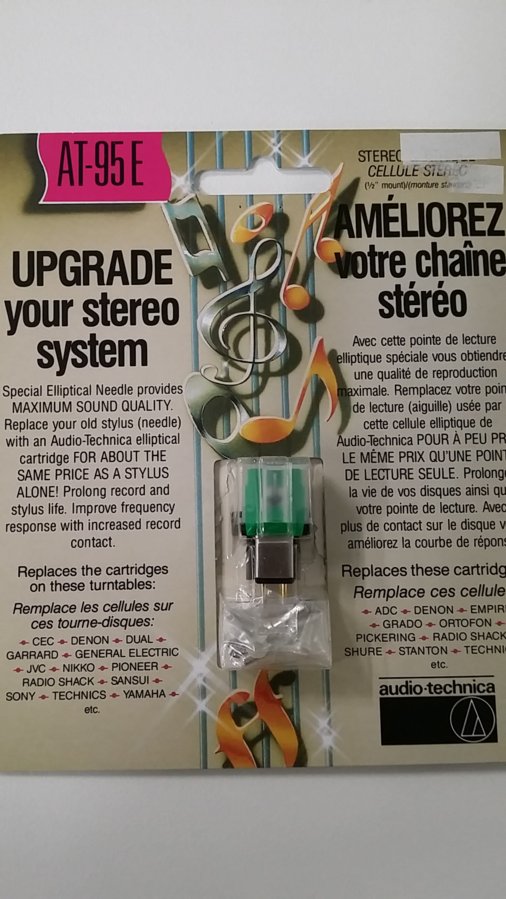 AT-95E
UPGRADE
your stereo
system
Special Elliptical Needle provides
MAXIMUM SOUND QUALITY.
Replace your old stylus (needle)
with an Audio-Technica elliptical
cartridge FOR ABOUT THE
SAME PRICE AS A STYLUS
ALONE! Prolong record and
stylus life. Improve frequency
response with increased record
contact.
Replaces the cartridges
on these turntables:
Remplace les cellules sur
ces tourne-disques:
CEC DENON DUAL
GARRARD GENERAL ELECTRIC
JVC NIKKO PIONEER
RADIO SHACK SANSUI
SONY TECHNICS YAMAHA
etc.
STEREO
CELLULE STEREO
(½" mount)/(monture
AMÉLIOREZ
votre chaîne
stéréo
Avec cette pointe de lecture
elliptique spéciale vous obtiendre
une qualité de reproduction
maximale. Remplacez votre poin
de lecture (aiguille) usée par
cette cellule elliptique de
Audio-Technica POUR À PEU PR
LE MÊME PRIX QU'UNE POINT
DE LECTURE SEULE. Prolong
la vie de vos disques ainsi qu
votre pointe de lecture. Avec
plus de contact sur le disque v
améliorez la courbe de répons
Replaces these cartridg
Remplace ces cellule
ADC DENON EMPIR
GRADO ORTOFON
PICKERING RADIO SHACK
SHURE STANTON TECHNI
etc.
audio-technica